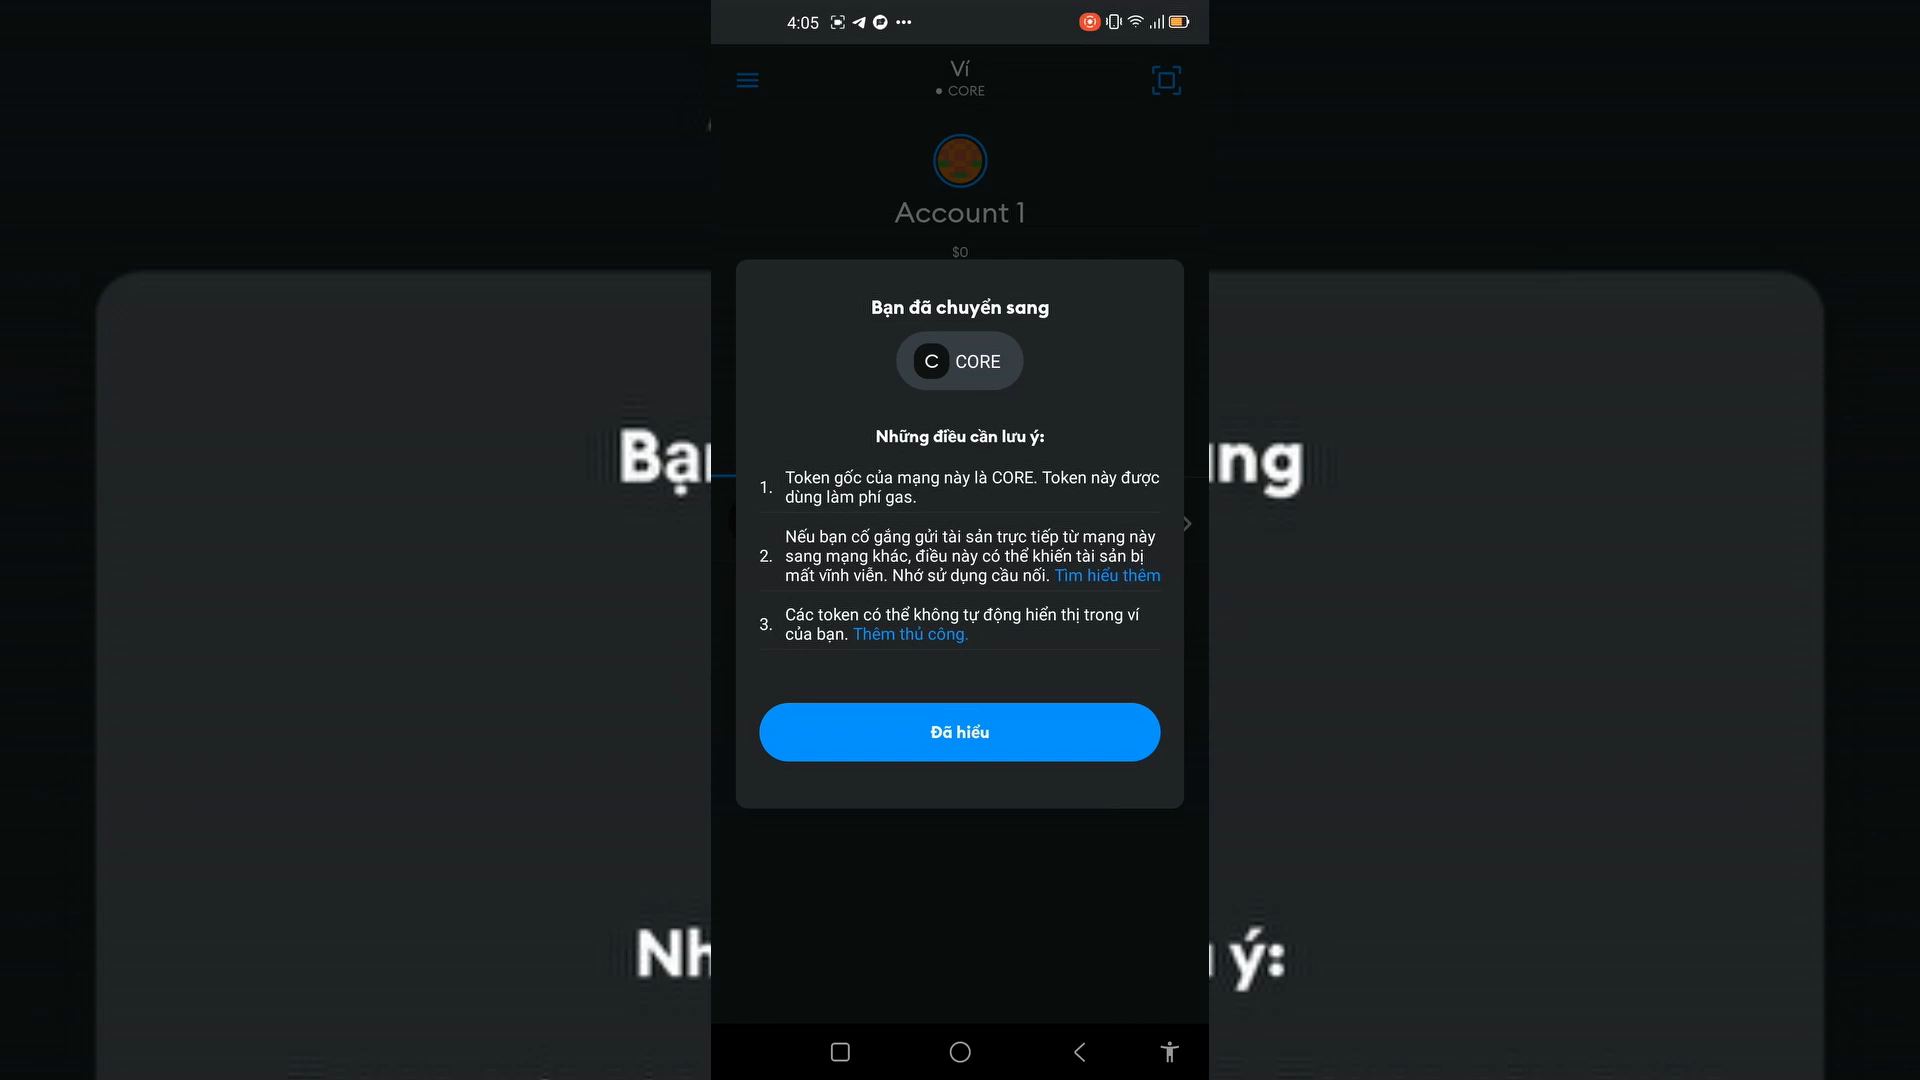 4:05
Ví
CORE
Account 1
$0
Bạn đã chuyển sang
C CORE
Những điều cần lưu ý:
1. Token gốc của mạng này là CORE. Token này được
dùng làm phí gas.
2. Nếu bạn cố gắng gửi tài sản trực tiếp từ mạng này
sang mạng khác, điều này có thể khiến tài sản bị
mất vĩnh viễn. Nhớ sử dụng cầu nối. Tìm hiểu thêm
3. Các token có thể không tự động hiển thị trong ví
của bạn. Thêm thủ công.
Đã hiểu
Bạ
ng
Nh
ý: